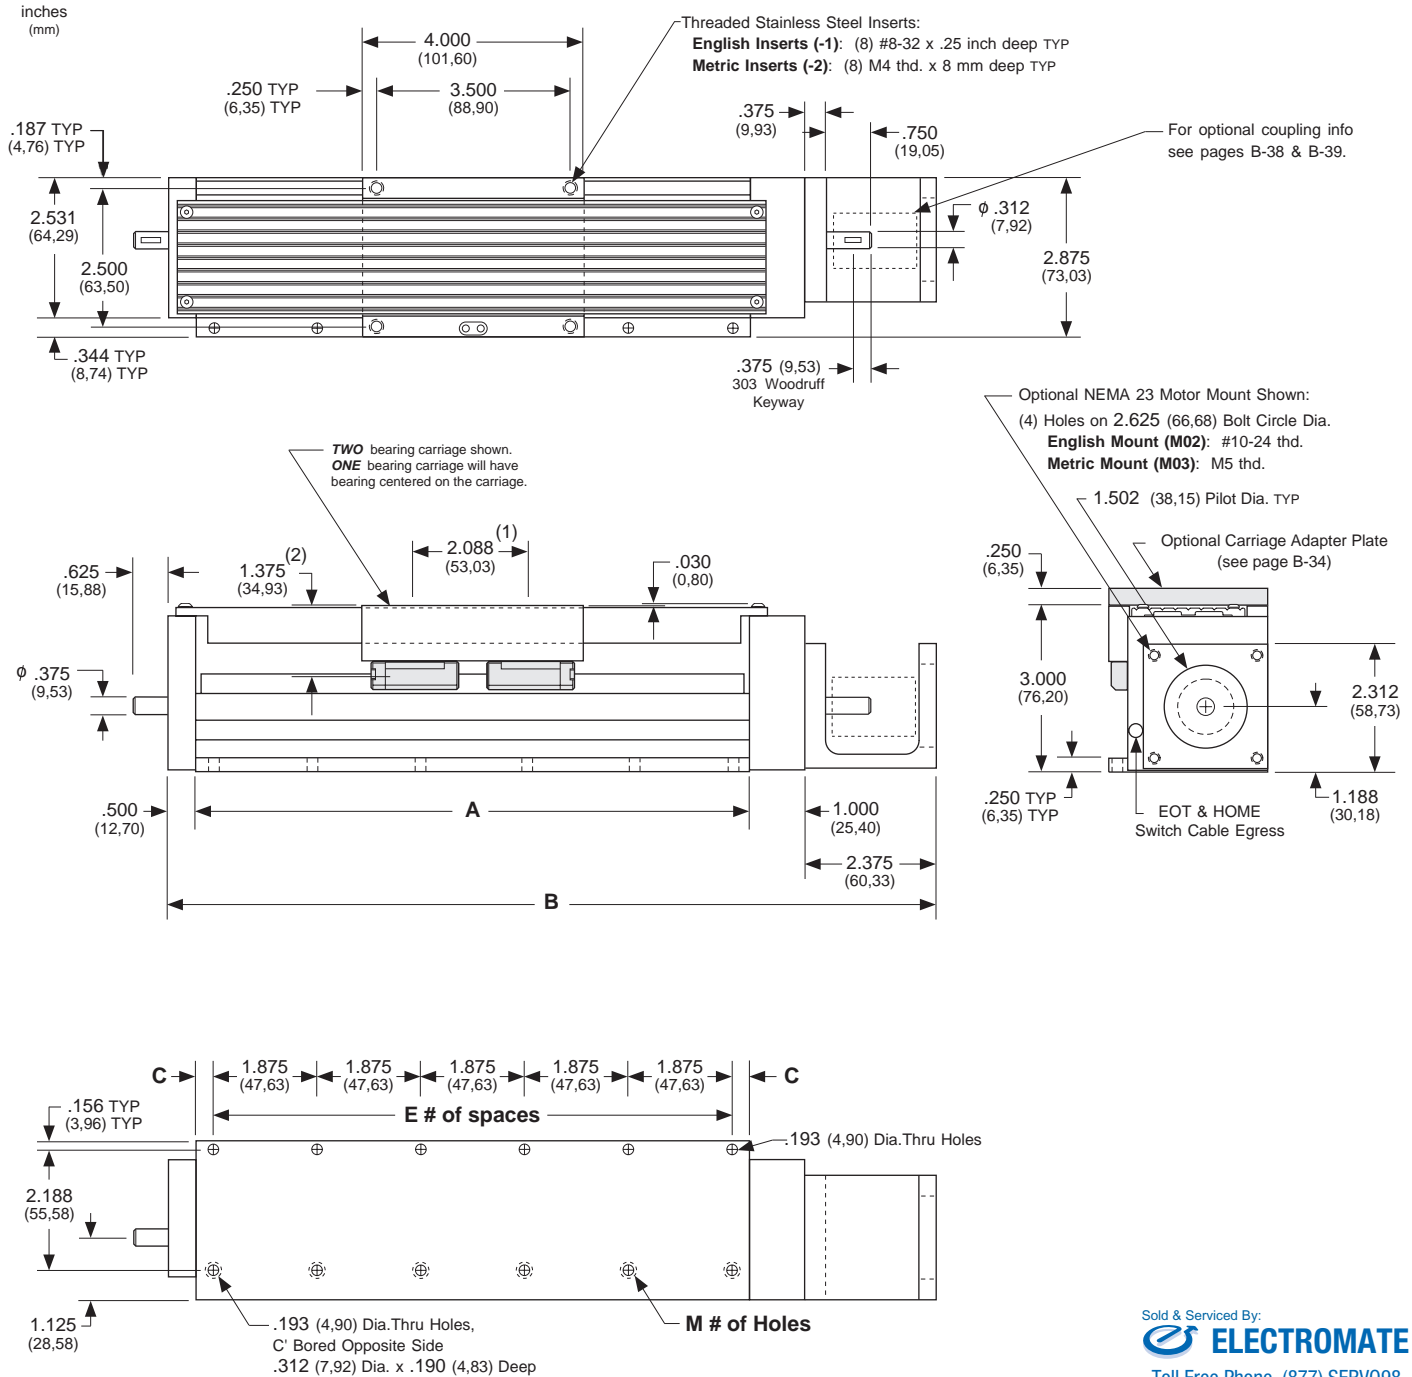 inches
(mm)
Threaded Stainless Steel Inserts:
English Inserts (-1): (8) #8-32 x .25 inch deep TYP
Metric Inserts (-2): (8) M4 thd. x 8 mm deep TYP
4.000
(101,60)
.250 TYP
(6,35) TYP
3.500
(88,90)
.375
(9,93)
.750
(19,05)
For optional coupling info
see pages B-38 & B-39.
.187 TYP
(4,76) TYP
2.531
(64,29)
2.500
(63,50)
.344 TYP
(8,74) TYP
ϕ .312
(7,92)
2.875
(73,03)
.375 (9,53)
303 Woodruff
Keyway
Optional NEMA 23 Motor Mount Shown:
(4) Holes on 2.625 (66,68) Bolt Circle Dia.
English Mount (M02): #10-24 thd.
Metric Mount (M03): M5 thd.
1.502 (38,15) Pilot Dia. TYP
Optional Carriage Adapter Plate
(see page B-34)
TWO bearing carriage shown.
ONE bearing carriage will have
bearing centered on the carriage.
.625
(15,88)
(2)
1.375
(34,93)
(1)
2.088
(53,03)
.030
(0,80)
.250
(6,35)
ϕ .375
(9,53)
3.000
(76,20)
2.312
(58,73)
.500
(12,70)
A
1.000
(25,40)
.250 TYP
(6,35) TYP
EOT & HOME
Switch Cable Egress
1.188
(30,18)
2.375
(60,33)
B
C
1.875
(47,63)
1.875
(47,63)
1.875
(47,63)
1.875
(47,63)
1.875
(47,63)
C
.156 TYP
(3,96) TYP
E # of spaces
.193 (4,90) Dia.Thru Holes
2.188
(55,58)
1.125
(28,58)
.193 (4,90) Dia.Thru Holes,
C' Bored Opposite Side
.312 (7,92) Dia. x .190 (4,83) Deep
M # of Holes
Sold & Serviced By:
ELECTROMATE
Toll Free Phone (877) SERVO98